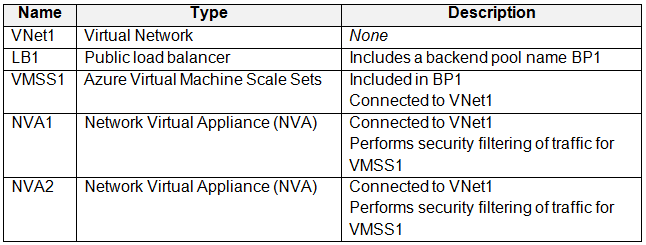 Name Type Description
VNet1 Virtual Network None
LB1 Public load balancer Includes a backend pool name BP1
VMSS1 Azure Virtual Machine Scale Sets Included in BP1
Connected to VNet1
NVA1 Network Virtual Appliance (NVA) Connected to VNet1
Performs security filtering of traffic for
VMSS1
NVA2 Network Virtual Appliance (NVA) Connected to VNet1
Performs security filtering of traffic for
VMSS1